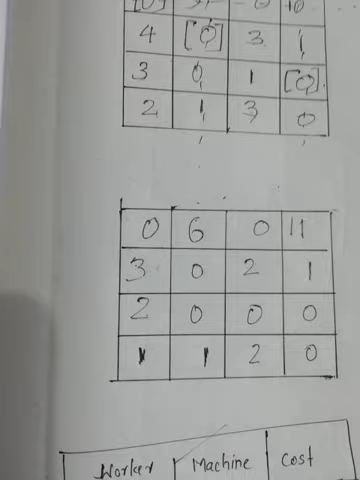 4 [0] 3 1
3 0 1 [0]
2 1 3 0
0 6 0 11
3 0 2 1
2 0 0 0
1 1 2 0
Worker Machine Cost